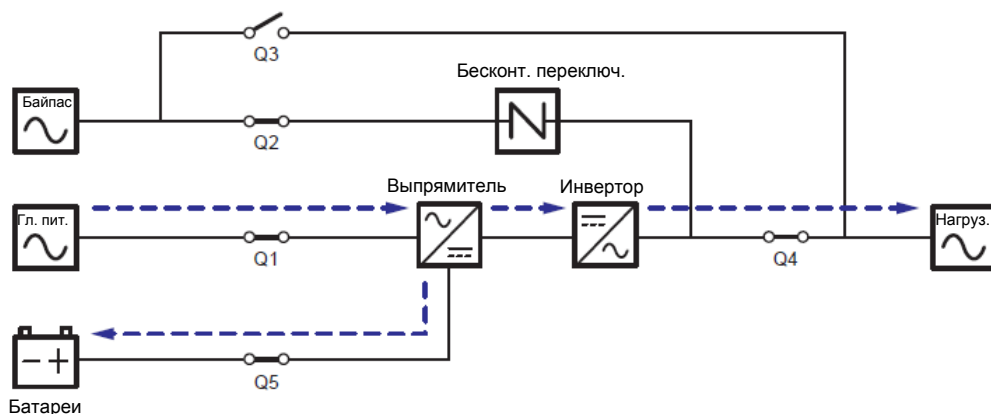 Q3
Бесконт. переключ.
Байпас
Q2
Выпрямитель
Инвертор
Гл. пит.
Нагруз.
Q1
Q4
Q5
Батареи